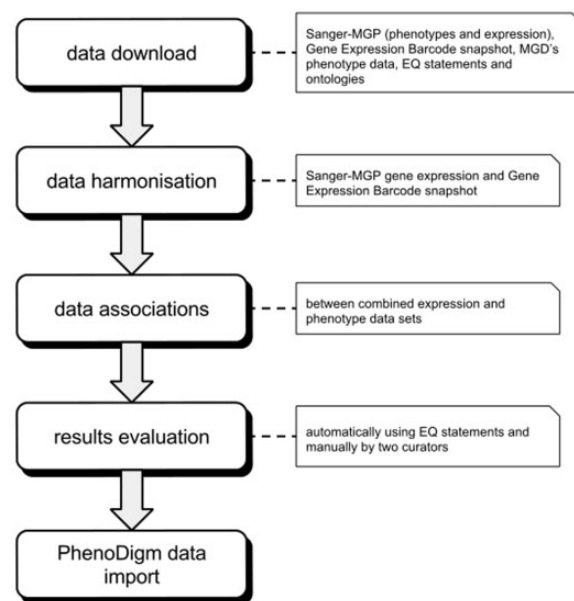 data download
Sanger-MGP (phenotypes and expression),
Gene Expression Barcode snapshot, MGD's
phenotype data, EQ statements and
ontologies
data harmonisation
Sanger-MGP gene expression and Gene
Expression Barcode snapshot
data associations
between combined expression and
phenotype data sets
results evaluation
automatically using EQ statements and
manually by two curators
PhenoDigm data
import